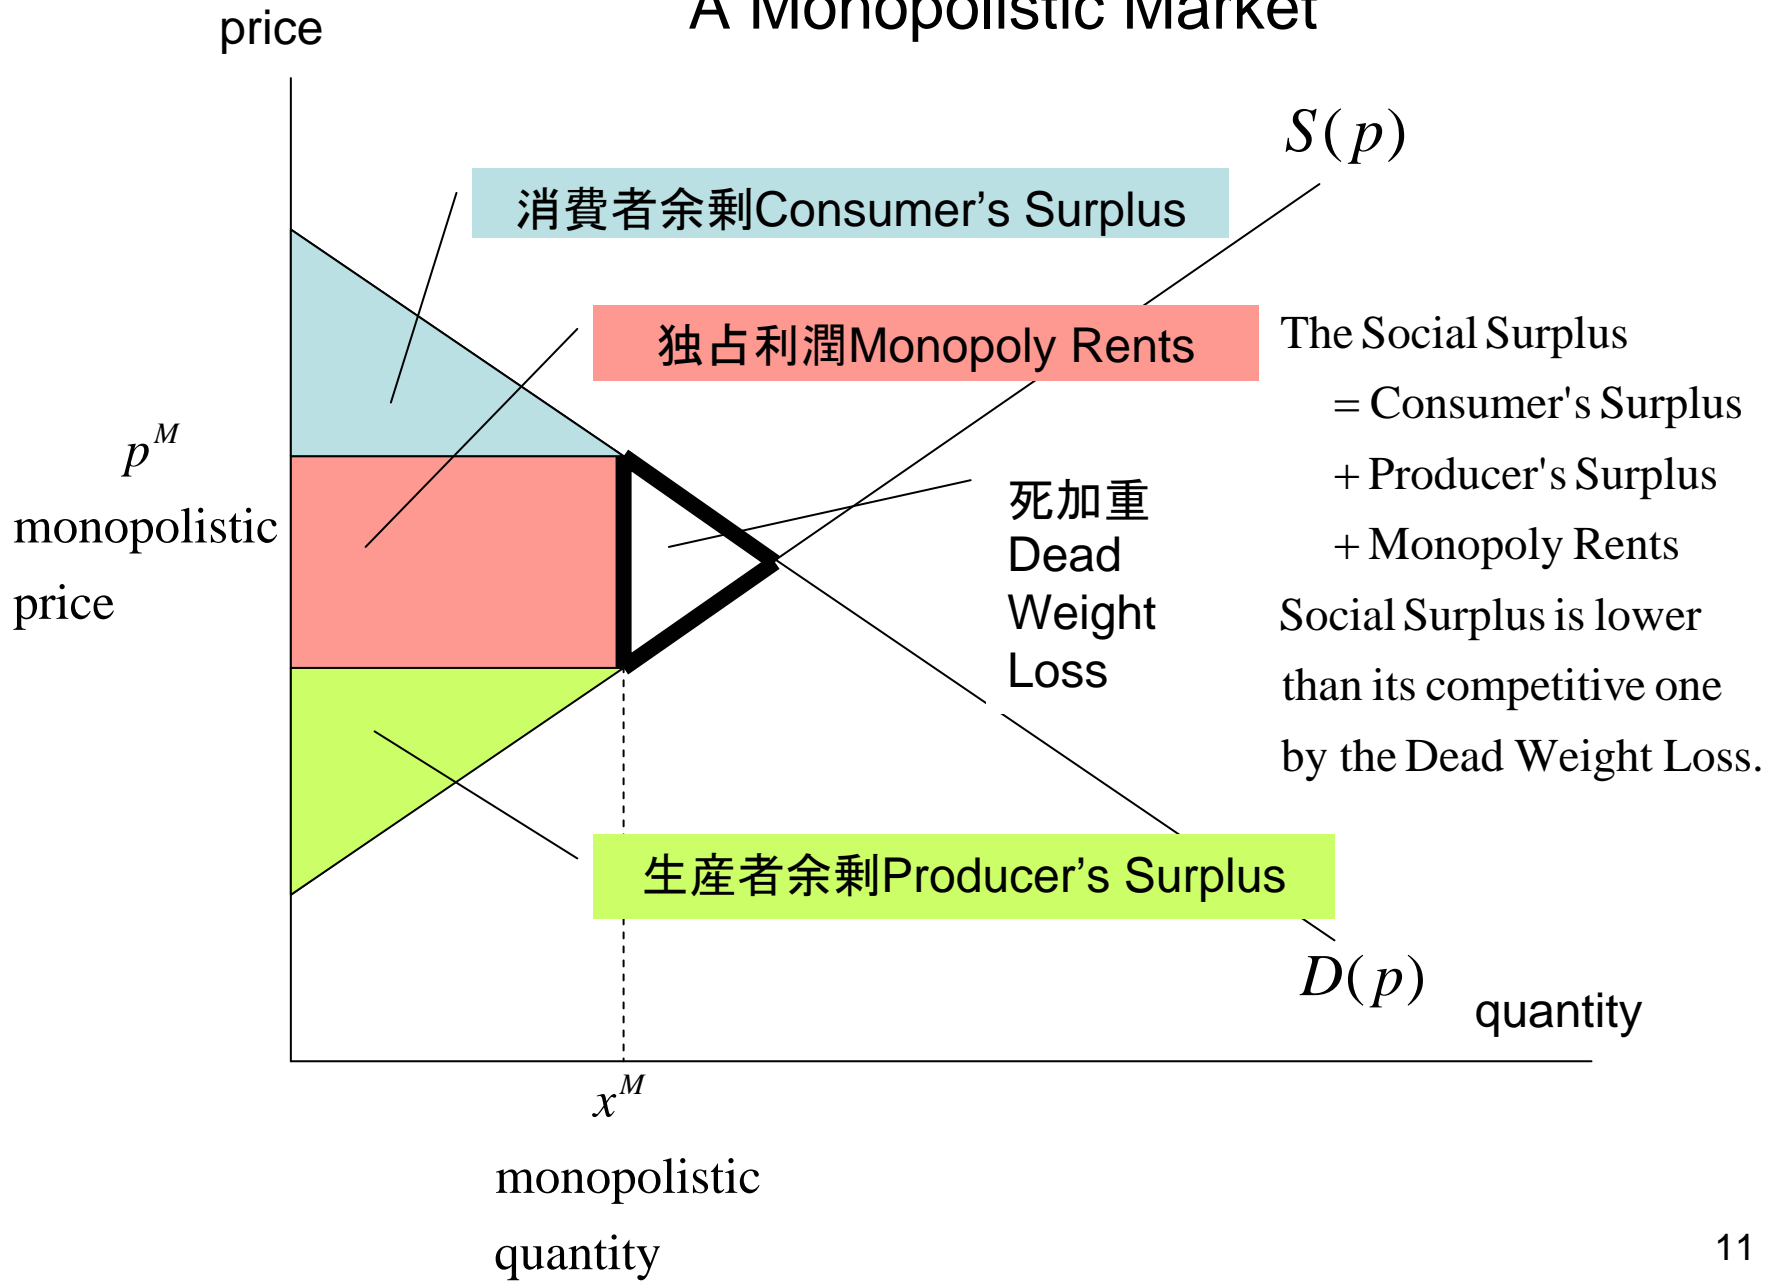 A Monopolistic Market
price
S(p)
消費者余剰Consumer’s Surplus
独占利潤Monopoly Rents
The Social Surplus
= Consumer's Surplus
+ Producer's Surplus
+ Monopoly Rents
Social Surplus is lower
than its competitive one
by the Dead Weight Loss.
p^M
monopolistic
price
死加重
Dead
Weight
Loss
生産者余剰Producer’s Surplus
D(p)
quantity
x^M
monopolistic
quantity
11